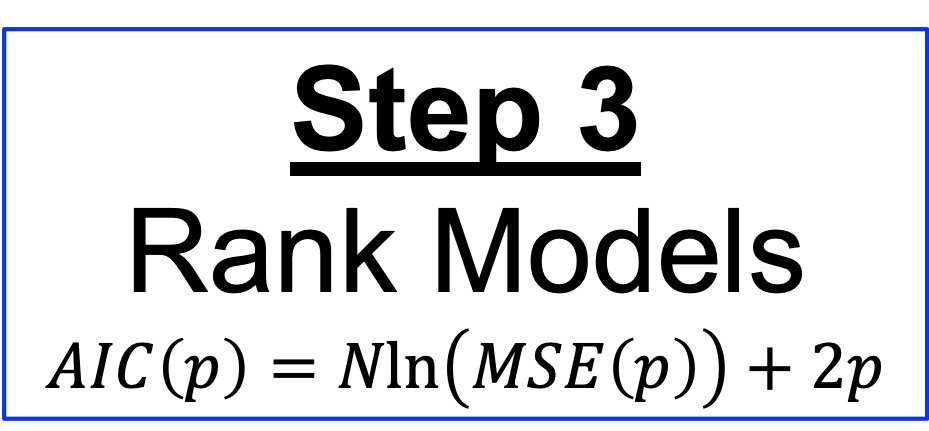 Step 3
Rank Models
AIC(p) = Nln(MSE(p)) + 2p